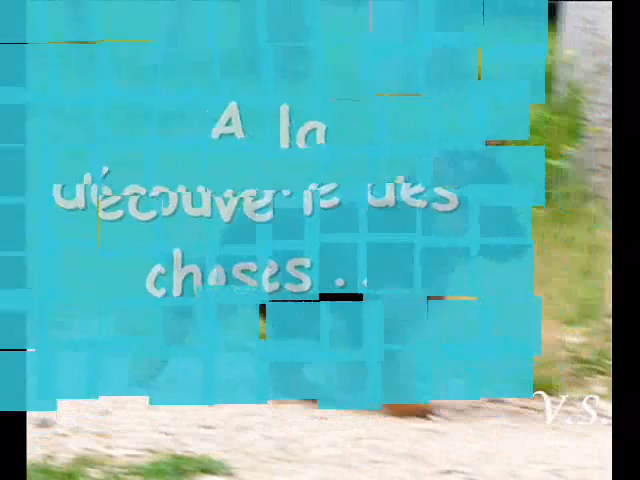 A la
découverte des
choses . .
V.S.